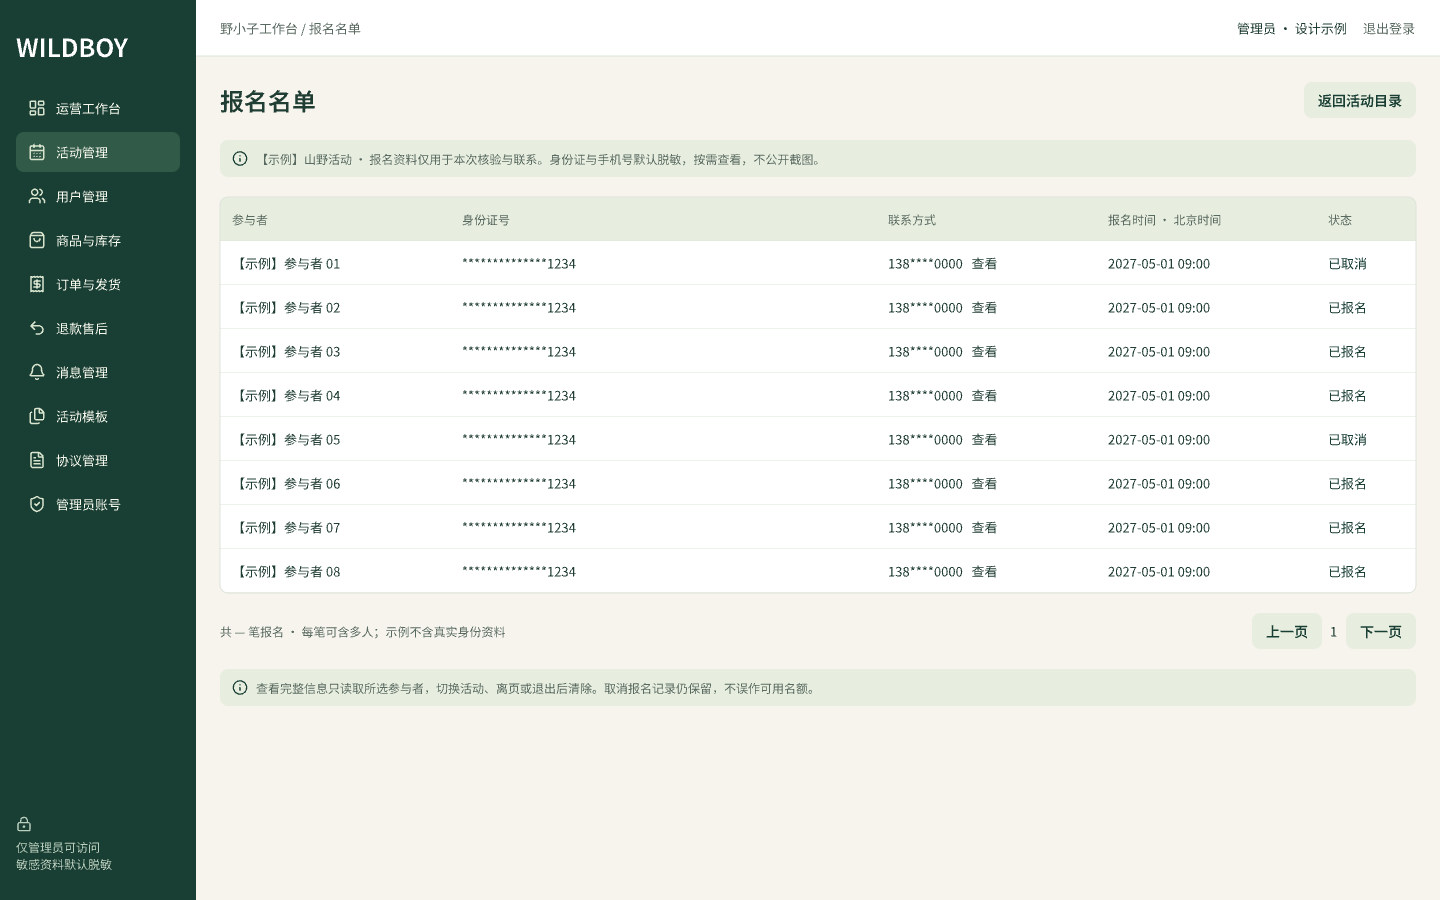 WILDBOY
运营工作台
活动管理
用户管理
商品与库存
订单与发货
退款售后
消息管理
活动模板
协议管理
管理员账号
仅管理员可访问
敏感资料默认脱敏
野小子工作台 / 报名名单
管理员 · 设计示例 退出登录
报名名单
返回活动目录
【示例】山野活动 · 报名资料仅用于本次核验与联系。身份证与手机号默认脱敏，按需查看，不公开截图。
参与者 身份证号 联系方式 报名时间 · 北京时间 状态
【示例】参与者 01 **************1234 138****0000 查看 2027-05-01 09:00 已取消
【示例】参与者 02 **************1234 138****0000 查看 2027-05-01 09:00 已报名
【示例】参与者 03 **************1234 138****0000 查看 2027-05-01 09:00 已报名
【示例】参与者 04 **************1234 138****0000 查看 2027-05-01 09:00 已报名
【示例】参与者 05 **************1234 138****0000 查看 2027-05-01 09:00 已取消
【示例】参与者 06 **************1234 138****0000 查看 2027-05-01 09:00 已报名
【示例】参与者 07 **************1234 138****0000 查看 2027-05-01 09:00 已报名
【示例】参与者 08 **************1234 138****0000 查看 2027-05-01 09:00 已报名
共 — 笔报名 · 每笔可含多人；示例不含真实身份资料
上一页 1 下一页
查看完整信息只读取所选参与者，切换活动、离页或退出后清除。取消报名记录仍保留，不误作可用名额。